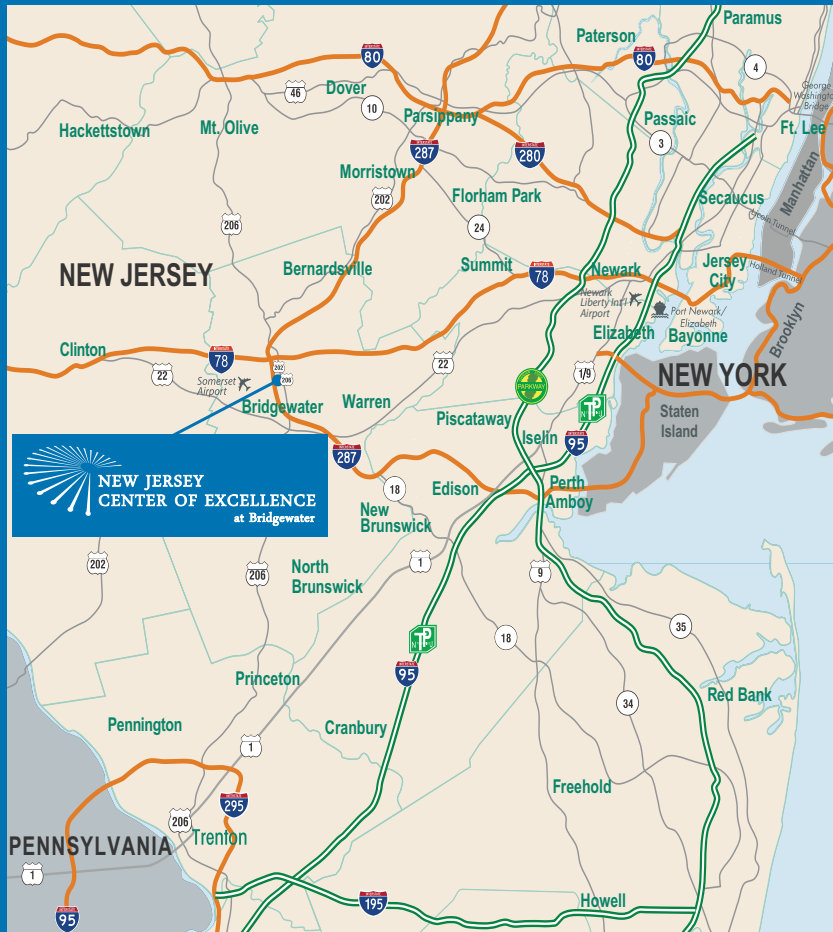 Paramus
Paterson
80
80
4
George
Washington
Bridge
46
Dover
10
Parsippany
Passaic
Ft. Lee
Hackettstown
Mt. Olive
3
287
280
Manhattan
Morristown
202
Florham Park
Secaucus
206
24
Lincoln Tunnel
NEW JERSEY
Bernardsville
Summit
78
Newark
Jersey
City
Holland Tunnel
Newark
Liberty Int'l
Airport
Port Newark/
Elizabeth
Elizabeth
Bayonne
Brooklyn
Clinton
78
22
202
206
22
1/9
NEW YORK
Somerset
Airport
PARKWAY
Bridgewater
Warren
TP
Staten
Island
Piscataway
Iselin
95
287
NEW JERSEY
CENTER OF EXCELLENCE
at Bridgewater
18
Edison
Perth
Amboy
New
Brunswick
202
206
North
Brunswick
1
9
TP
18
35
95
Princeton
Red Bank
34
Pennington
Cranbury
1
Freehold
295
206
Trenton
PENNSYLVANIA
1
95
195
Howell